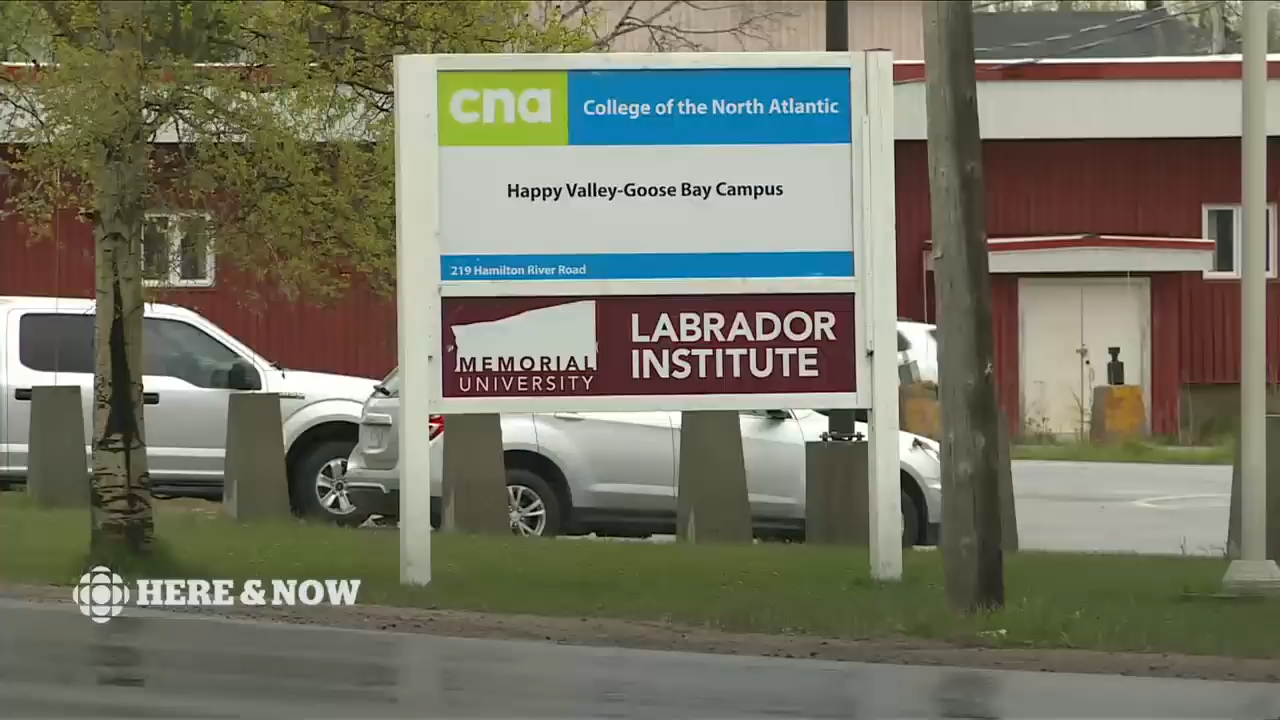 cna
College of the North Atlantic
Happy Valley-Goose Bay Campus
219 Hamilton River Road
MEMORIAL
UNIVERSITY
LABRADOR
INSTITUTE
HERE & NOW